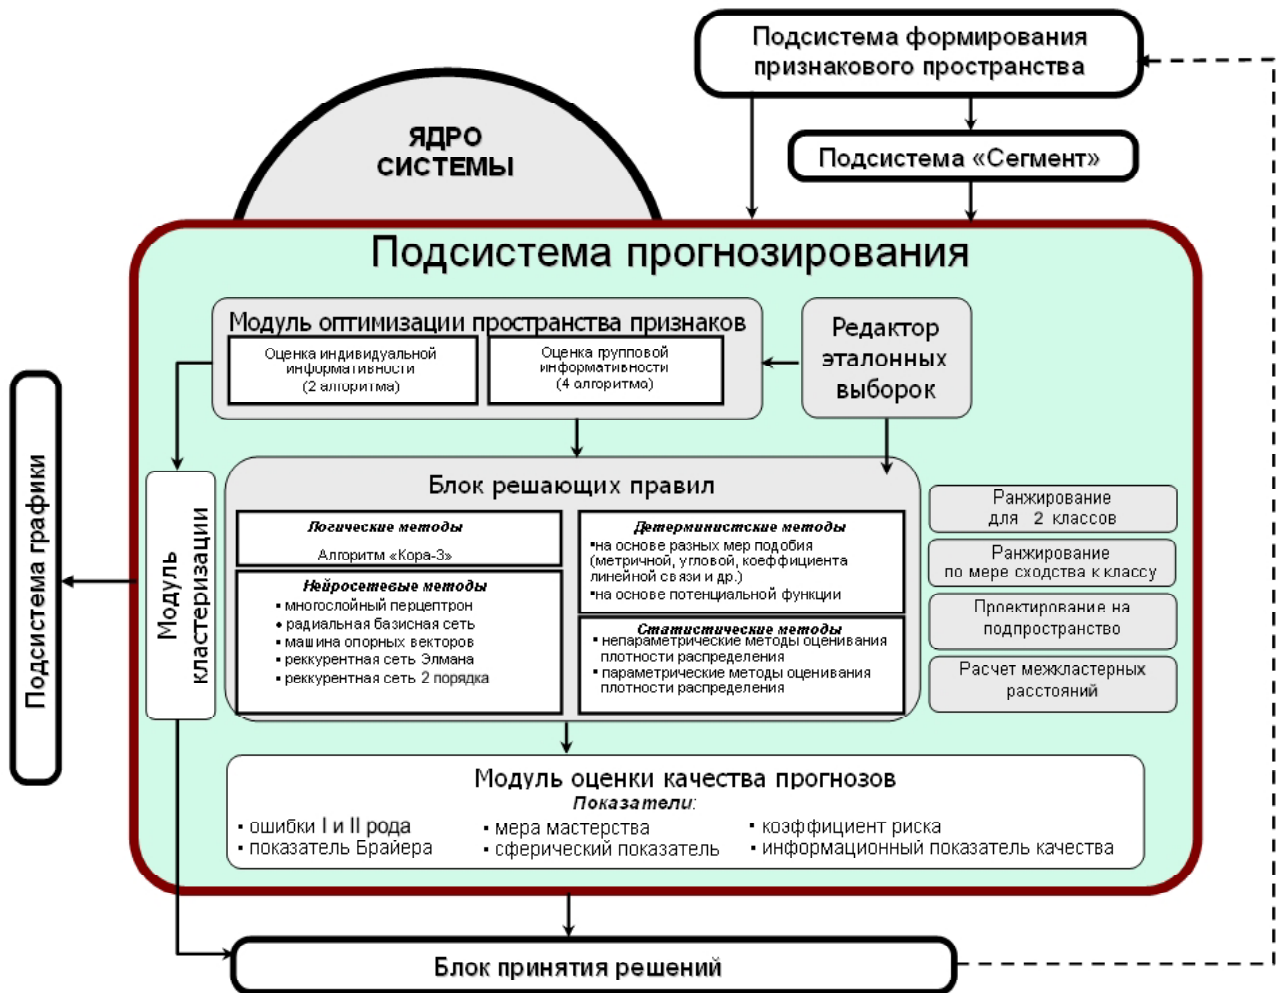 Подсистема формирования
признакового пространства
ЯДРО
СИСТЕМЫ
Подсистема «Сегмент»
Подсистема прогнозирования
Модуль оптимизации пространства признаков
Оценка индивидуальной
информативности
(2 алгоритма)
Оценка групповой
информативности
(4 алгоритма)
Редактор
эталонных
выборок
Подсистема графики
Модуль
кластеризации
Блок решающих правил
Логические методы
Алгоритм «Кора-3»
Нейросетевые методы
▪ многослойный перцептрон
• радиальная базисная сеть
▪ машина опорных векторов
▪ реккурентная сеть Элмана
▪ реккурентная сеть 2 порядка
Детерминистские методы
▪на основе разных мер подобия
(метричной, угловой, коеффициента
линейной связи и др.)
▪на основе потенциальной функции
Статистические методы
▪ непараметрические методы оценивания
плотности распределения
▪ параметрические методы оценивания
плотности распределения
Ранжирование
для 2 классов
Ранжирование
по мере сходства к классу
Проектирование на
подпространство
Расчет межкластерных
расстояний
Модуль оценки качества прогнозов
Показатели:
▪ ошибки I и II рода
▪ показатель Брайера
▪ мера мастерства
▪ сферический показатель
▪ коэффициент риска
▪ информационный показатель качества
Блок принятия решений